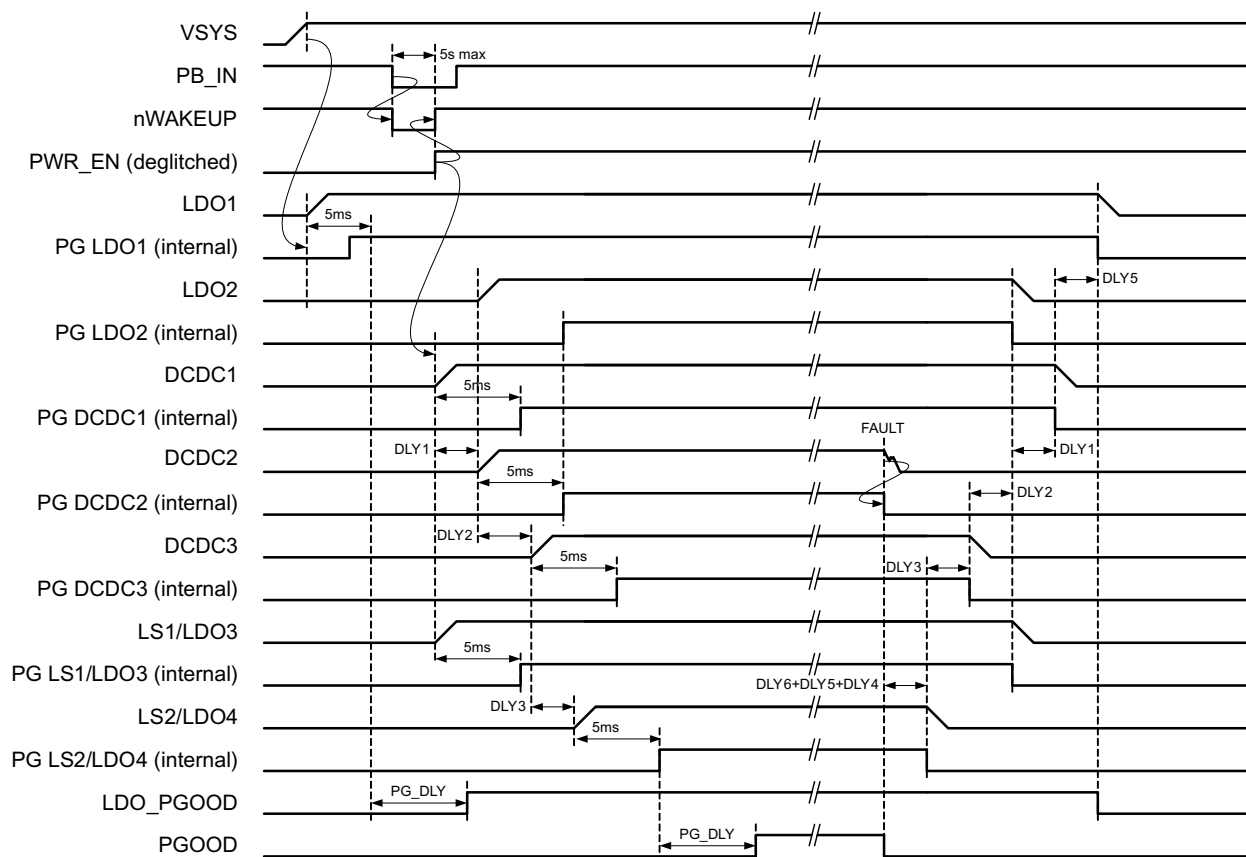 VSYS
5s max
PB_IN
nWAKEUP
PWR_EN (deglitched)
LDO1
5ms
PG LDO1 (internal)
LDO2
DLY5
PG LDO2 (internal)
DCDC1
5ms
PG DCDC1 (internal)
FAULT
DLY1
DLY1
DCDC2
5ms
DLY2
PG DCDC2 (internal)
DLY2
DCDC3
5ms
DLY3
PG DCDC3 (internal)
LS1/LDO3
5ms
PG LS1/LDO3 (internal)
DLY6+DLY5+DLY4
DLY3
LS2/LDO4
5ms
PG LS2/LDO4 (internal)
PG_DLY
LDO_PGOOD
PG_DLY
PGOOD